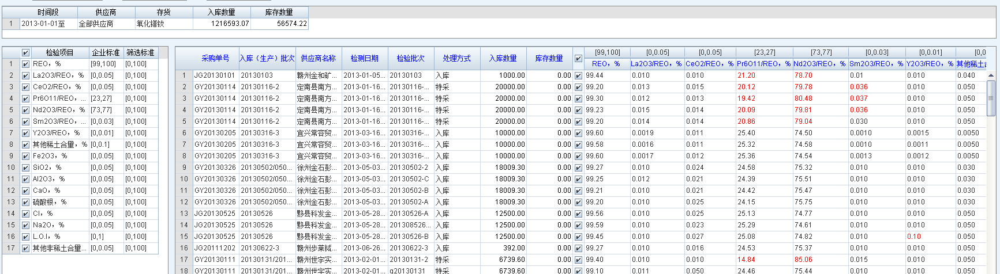 时间段 供应商 存货 入库数量 库存数量
1 2013-01-01至 全部供应商 氧化镨钕 1216593.07 56574.22
检验项目 企业标准 筛选标准
1 REO，% [99,100] [0,100]
2 La2O3/REO，% [0,0.05] [0,100]
3 CeO2/REO，% [0,0.05] [0,100]
4 Pr6O11/REO，... [23,27] [0,100]
5 Nd2O3/REO，% [73,77] [0,100]
6 Sm2O3/REO，... [0,0.03] [0,100]
7 Y2O3/REO，% [0,0.01] [0,100]
8 其他稀土合量，% [0,0.1] [0,100]
9 Fe2O3，% [0,0.05] [0,100]
10 SiO2，% [0,0.05] [0,100]
11 Al2O3，% [0,0.05] [0,100]
12 CaO，% [0,0.05] [0,100]
13 硫酸根，% [0,0.05] [0,100]
14 Cl，% [0,0.05] [0,100]
15 Na2O，% [0,0.05] [0,100]
16 L.O.I，% [0,1] [0,100]
17 其他非稀土合量... [0,0.05] [0,100]
[99,100] [0,0.05] [0,0.05] [23,27] [73,77] [0,0.03] [0,0.01] [0,0
采购单号 入库（生产）批次 供应商名称 检测日期 检验批次 处理方式 入库数量 库存数量 REO，% La2O3/REO，% CeO2/REO，% Pr6O11/REO，% Nd2O3/REO，% Sm2O3/REO，% Y2O3/REO，% 其他稀土
1 JG20130101 20130103 赣州金和矿... 2013-01-05... 20130103 入库 1000.00 0.00 99.44 0.010 0.010 21.20 78.70 0.01 0.010 0.040
2 GY20130114 20130116-2 定南县南方... 2013-01-16... 20130116-... 特采 20000.00 0.00 99.20 0.013 0.015 20.12 79.78 0.036 0.010 0.050
3 GY20130114 20130116-2 定南县南方... 2013-01-16... 20130116-... 特采 20000.00 0.00 99.30 0.012 0.013 19.42 80.48 0.037 0.010 0.050
4 GY20130114 20130116-2 定南县南方... 2013-01-16... 20130116-... 特采 20000.00 0.00 99.23 0.015 0.014 20.09 79.81 0.036 0.010 0.050
5 GY20130114 20130116-2 定南县南方... 2013-01-16... 20130116-... 特采 20000.00 0.00 99.20 0.014 0.014 20.86 79.04 0.030 0.010 0.050
6 GY20130205 20130316-3 宜兴常容贸... 2013-03-16... 20130316-... 入库 10000.00 0.00 99.60 0.0019 0.011 25.40 74.50 0.0010 0.0015 0.0050
7 GY20130205 20130316-3 宜兴常容贸... 2013-03-16... 20130316-... 入库 10000.00 0.00 99.58 0.0016 0.011 25.32 74.58 0.0010 0.0011 0.0050
8 GY20130205 20130316-3 宜兴常容贸... 2013-03-16... 20130316-... 入库 10000.00 0.00 99.60 0.0017 0.012 25.36 74.54 0.0013 0.0012 0.0050
9 GY20130326 20130502/050... 徐州金石彭... 2013-05-03... 20130502-2 入库 18009.30 0.00 99.27 0.010 0.024 24.58 75.32 0.010 0.010 0.030
10 GY20130326 20130502/050... 徐州金石彭... 2013-05-03... 20130502-C 入库 18009.30 0.00 99.25 0.012 0.021 24.39 75.51 0.010 0.010 0.030
11 GY20130326 20130502/050... 徐州金石彭... 2013-05-03... 20130502-B 入库 18009.30 0.00 99.21 0.010 0.021 24.42 75.47 0.010 0.010 0.030
12 GY20130326 20130502/050... 徐州金石彭... 2013-05-03... 20130502-A 入库 18009.30 0.00 99.20 0.010 0.025 24.15 75.75 0.010 0.010 0.030
13 JG20130525 20130526 黟县科发金... 2013-05-28... 20130526-A 入库 12500.00 0.00 99.56 0.010 0.025 25.13 74.77 0.010 0.010 0.050
14 JG20130525 20130526 黟县科发金... 2013-05-28... 201308526... 入库 12500.00 0.00 99.59 0.010 0.023 25.29 74.61 0.010 0.010 0.050
15 JG20130525 20130526 黟县科发金... 2013-05-28... 20130526-B 入库 12500.00 0.00 99.45 0.010 0.027 25.08 74.82 0.010 0.10 0.050
16 JG20111202 20130622-3 赣州步莱铽... 2013-06-26... 20130622-3 入库 392.00 0.00 99.27 0.010 0.016 24.53 75.37 0.010 0.010 0.050
17 GY20130111 20130131/201... 赣州世宇实... 2013-02-01... 20130131-2 特采 6739.60 0.00 99.40 0.010 0.010 14.84 85.06 0.015 0.010 0.050
18 GY20130111 20130131/201... 赣州世宇实... 2013-02-01... q20130131 特采 6739.60 0.00 99.10 0.011 0.050 24.46 75.44 0.010 0.010 0.050